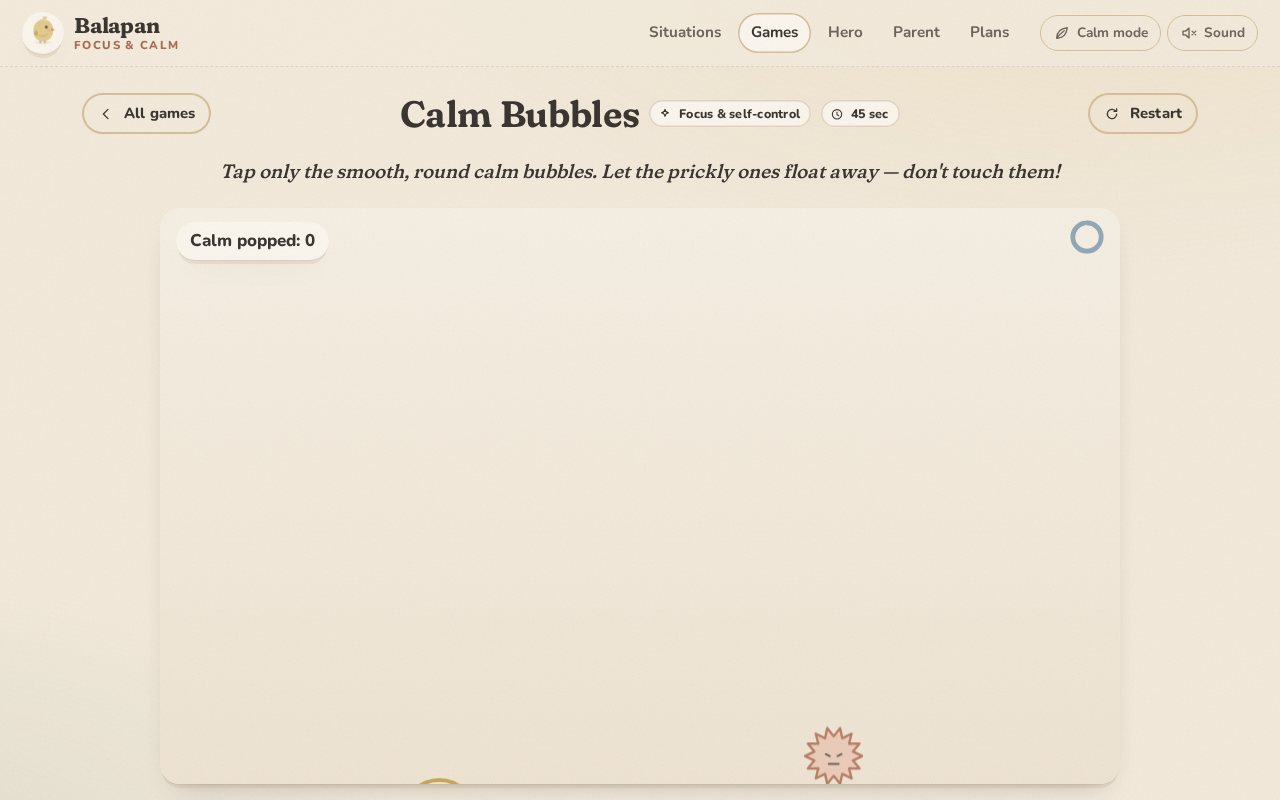 Balapan
FOCUS & CALM
Situations
Games
Hero
Parent
Plans
Calm mode
Sound
All games
Calm Bubbles
Focus & self-control
45 sec
Restart
Tap only the smooth, round calm bubbles. Let the prickly ones float away — don't touch them!
Calm popped: 0